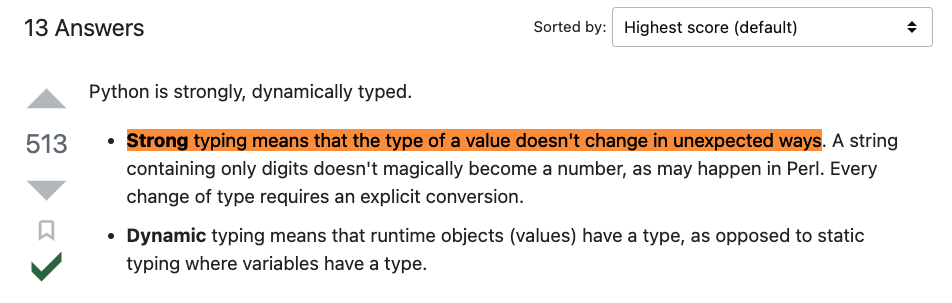 13 Answers
Sorted by:
Highest score (default)
Python is strongly, dynamically typed.
513
• Strong typing means that the type of a value doesn't change in unexpected ways. A string
containing only digits doesn't magically become a number, as may happen in Perl. Every
change of type requires an explicit conversion.
• Dynamic typing means that runtime objects (values) have a type, as opposed to static
typing where variables have a type.